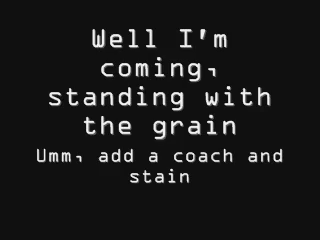 Well I'm
coming,
standing with
the grain
Umm, add a coach and
stain